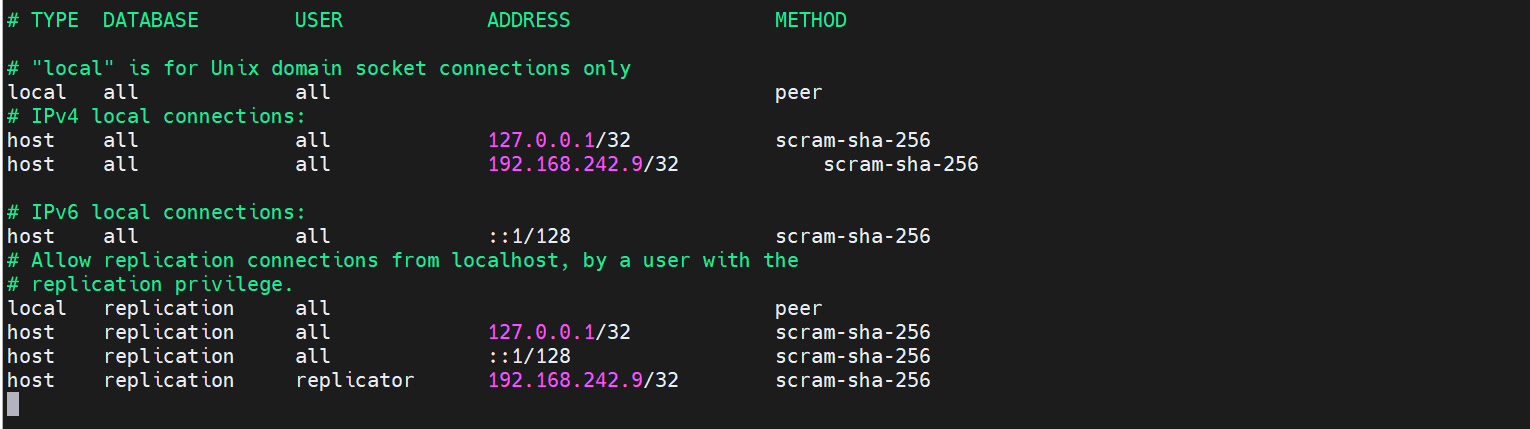 # TYPE  DATABASE        USER            ADDRESS                 METHOD
# "local" is for Unix domain socket connections only
local   all             all                                     peer
# IPv4 local connections:
host    all             all             127.0.0.1/32            scram-sha-256
host    all             all             192.168.242.9/32            scram-sha-256
# IPv6 local connections:
host    all             all             ::1/128                 scram-sha-256
# Allow replication connections from localhost, by a user with the
# replication privilege.
local   replication     all                                     peer
host    replication     all             127.0.0.1/32            scram-sha-256
host    replication     all             ::1/128                 scram-sha-256
host    replication     replicator      192.168.242.9/32        scram-sha-256